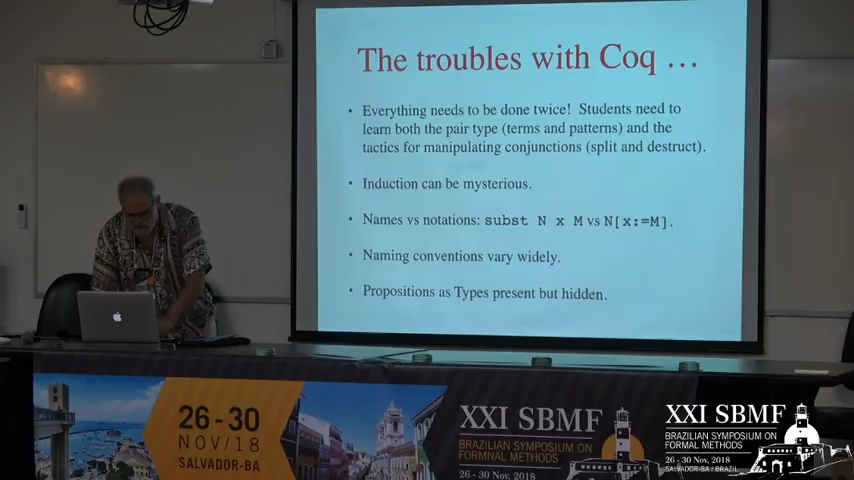 The troubles with Coq ...
• Everything needs to be done twice! Students need to
learn both the pair type (terms and patterns) and the
tactics for manipulating conjunctions (split and destruct).
• Induction can be mysterious.
• Names vs notations: subst N x M vs N[x:=M].
• Naming conventions vary widely.
• Propositions as Types present but hidden.
26-30
NOV/18
SALVADOR-BA
XXI SBMF
BRAZILIAN SYMPOSIUM ON
FORMNAL METHODS
26 - 30 Nov, 2018
XXI SBMF
BRAZILIAN SYMPOSIUM ON
FORMAL METHODS
26 - 30 Nov, 2018
SALVADOR-BA / BRAZIL